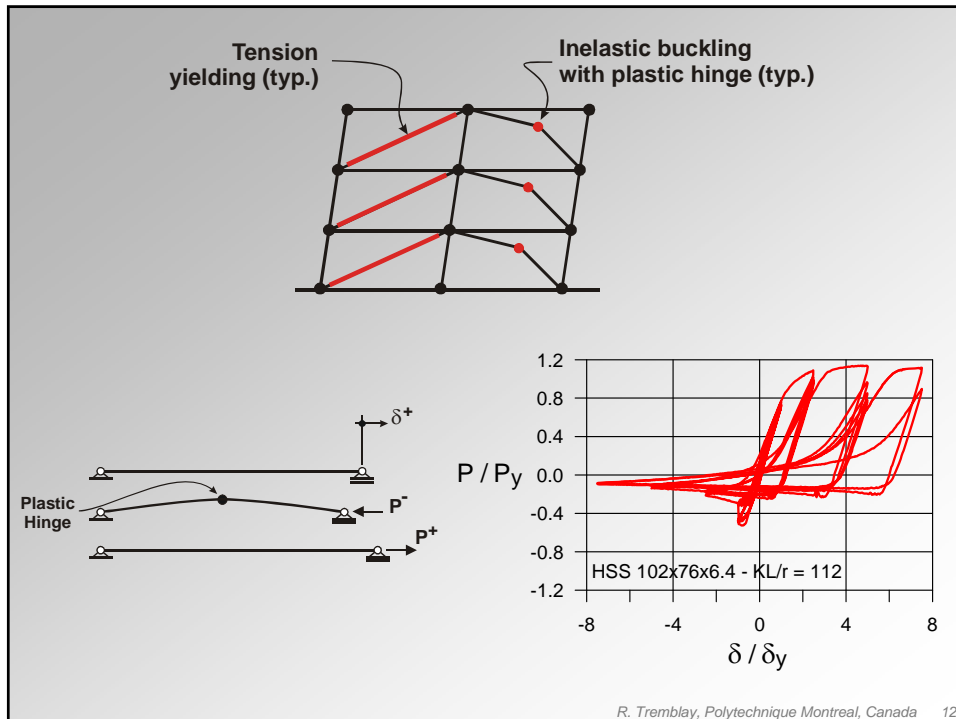 Tension
yielding (typ.)
Inelastic buckling
with plastic hinge (typ.)
δ⁺
Plastic
Hinge
P⁻
P⁺
P / Py
1.2
0.8
0.4
0.0
-0.4
-0.8
-1.2
HSS 102x76x6.4 - KL/r = 112
-8 -4 0 4 8
δ / δy
R. Tremblay, Polytechnique Montreal, Canada 12